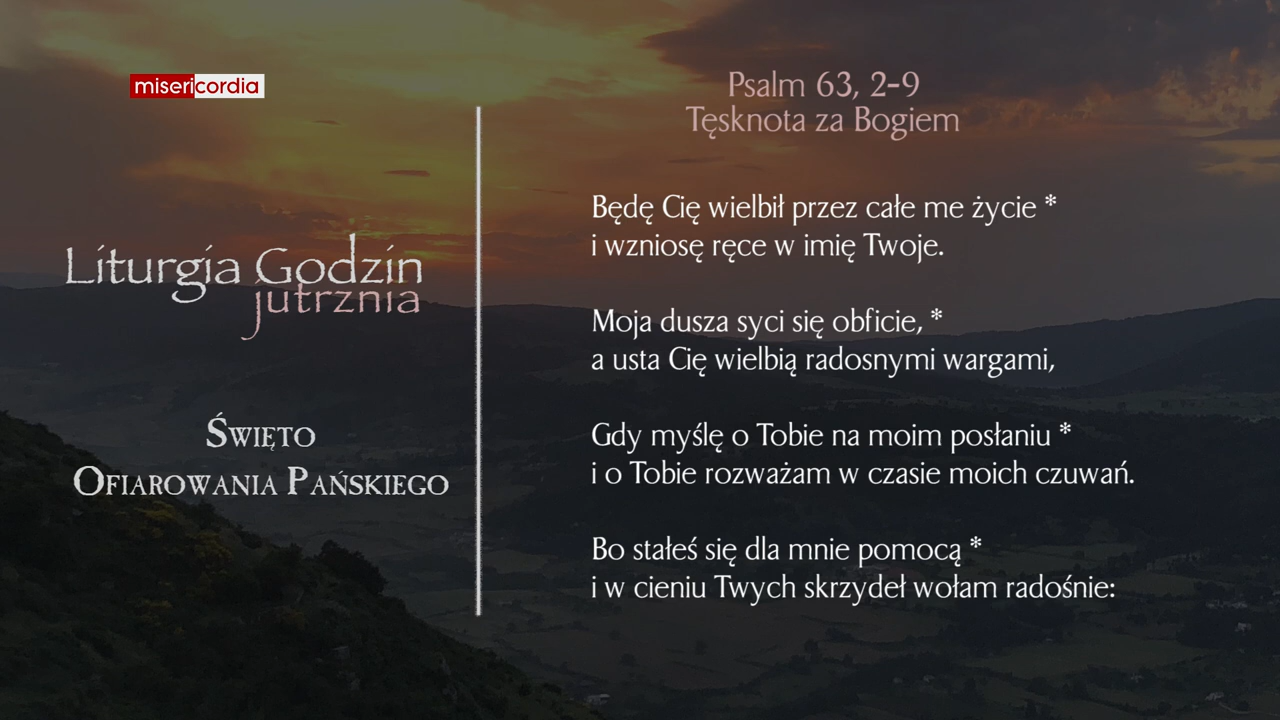 misericordia
Liturgia Godzin
jutrznia
Święto
Ofiarowania Pańskiego
Psalm 63, 2-9
Tęsknota za Bogiem
Będę Cię wielbił przez całe me życie *
i wzniosę ręce w imię Twoje.
Moja dusza syci się obficie, *
a usta Cię wielbią radosnymi wargami,
Gdy myślę o Tobie na moim posłaniu *
i o Tobie rozważam w czasie moich czuwań.
Bo stałeś się dla mnie pomocą *
i w cieniu Twych skrzydeł wołam radośnie: